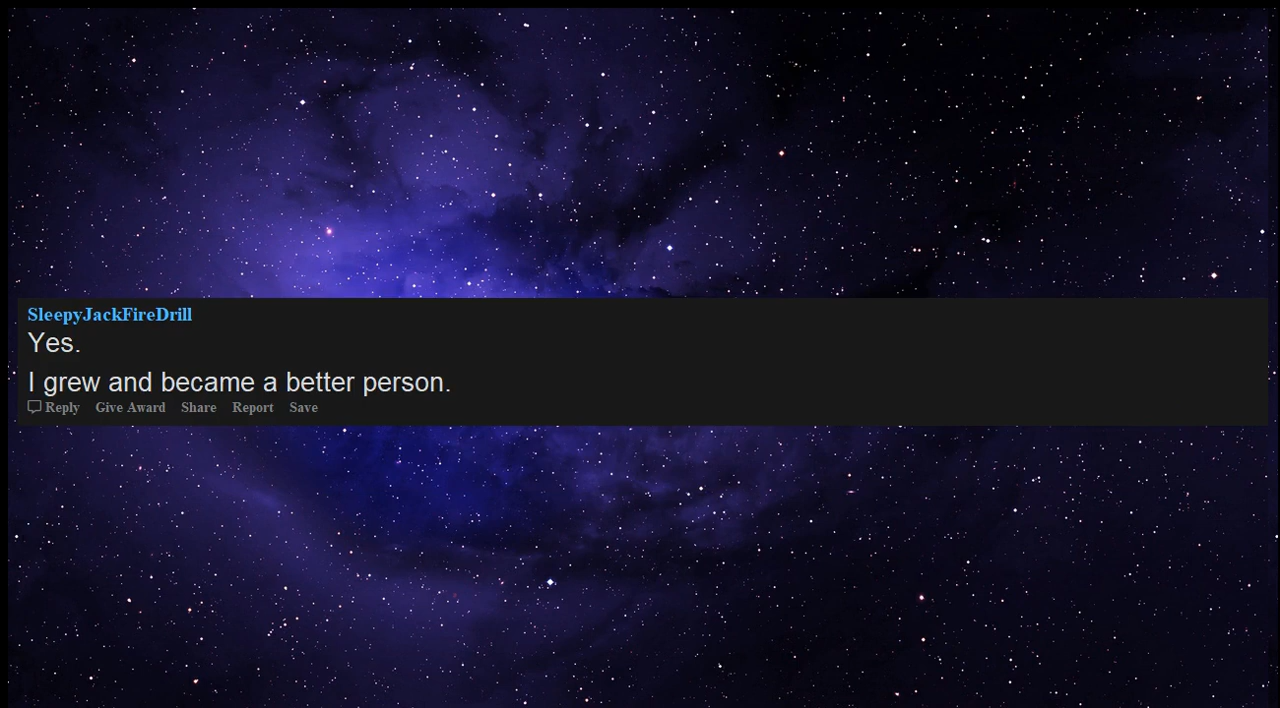 SleepyJackFireDrill
Yes.
I grew and became a better person.
Reply Give Award Share Report Save